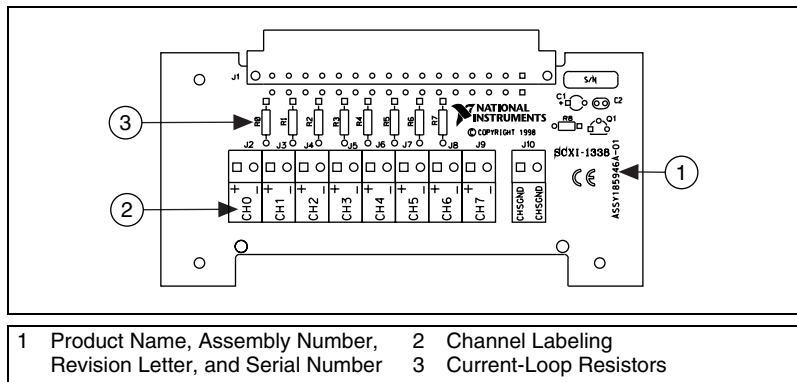 J1
S/N
C1
+
C2
R0 R1 R2 R3 R4 R5 R6 R7
NATIONAL
INSTRUMENTS
© COPYRIGHT 1998
R8
Q1
3
J2 J3 J4 J5 J6 J7 J8 J9 J10
SCXI-1338
+ - + - + - + - + - + - + - + -
CH0 CH1 CH2 CH3 CH4 CH5 CH6 CH7
CHSGND
CHSGND
CE
ASSY185946A-01
1
2
1 Product Name, Assembly Number, Revision Letter, and Serial Number
2 Channel Labeling
3 Current-Loop Resistors